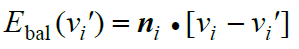 E_bal(v_i′) = n_i • [v_i − v_i′]